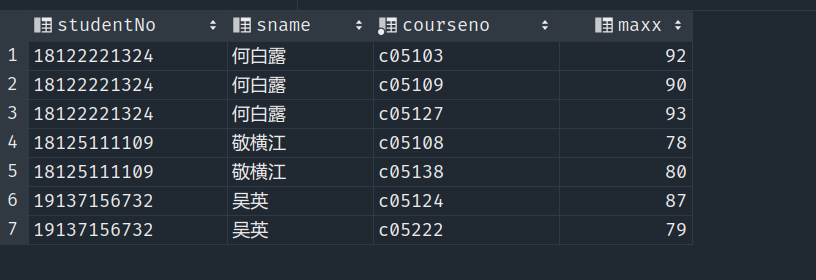 studentNo sname courseno maxx
1 18122221324 何白露 c05103 92
2 18122221324 何白露 c05109 90
3 18122221324 何白露 c05127 93
4 18125111109 敬横江 c05108 78
5 18125111109 敬横江 c05138 80
6 19137156732 吴英 c05124 87
7 19137156732 吴英 c05222 79